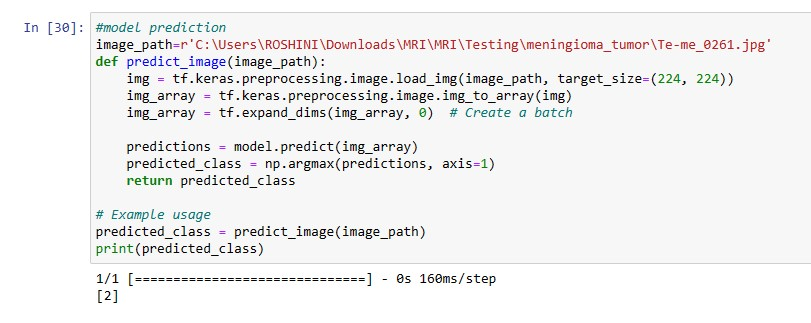 In [30]: #model prediction
image_path=r'C:\Users\ROSHINI\Downloads\MRI\MRI\Testing\meningioma_tumor\Te-me_0261.jpg'
def predict_image(image_path):
    img = tf.keras.preprocessing.image.load_img(image_path, target_size=(224, 224))
    img_array = tf.keras.preprocessing.image.img_to_array(img)
    img_array = tf.expand_dims(img_array, 0)  # Create a batch

    predictions = model.predict(img_array)
    predicted_class = np.argmax(predictions, axis=1)
    return predicted_class

# Example usage
predicted_class = predict_image(image_path)
print(predicted_class)
1/1 [==============================] - 0s 160ms/step
[2]